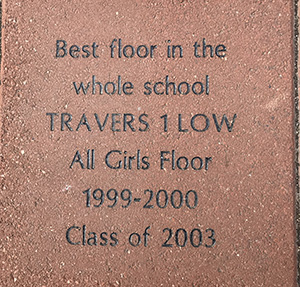 Best floor in the
whole school
TRAVERS 1 LOW
All Girls Floor
1999-2000
Class of 2003